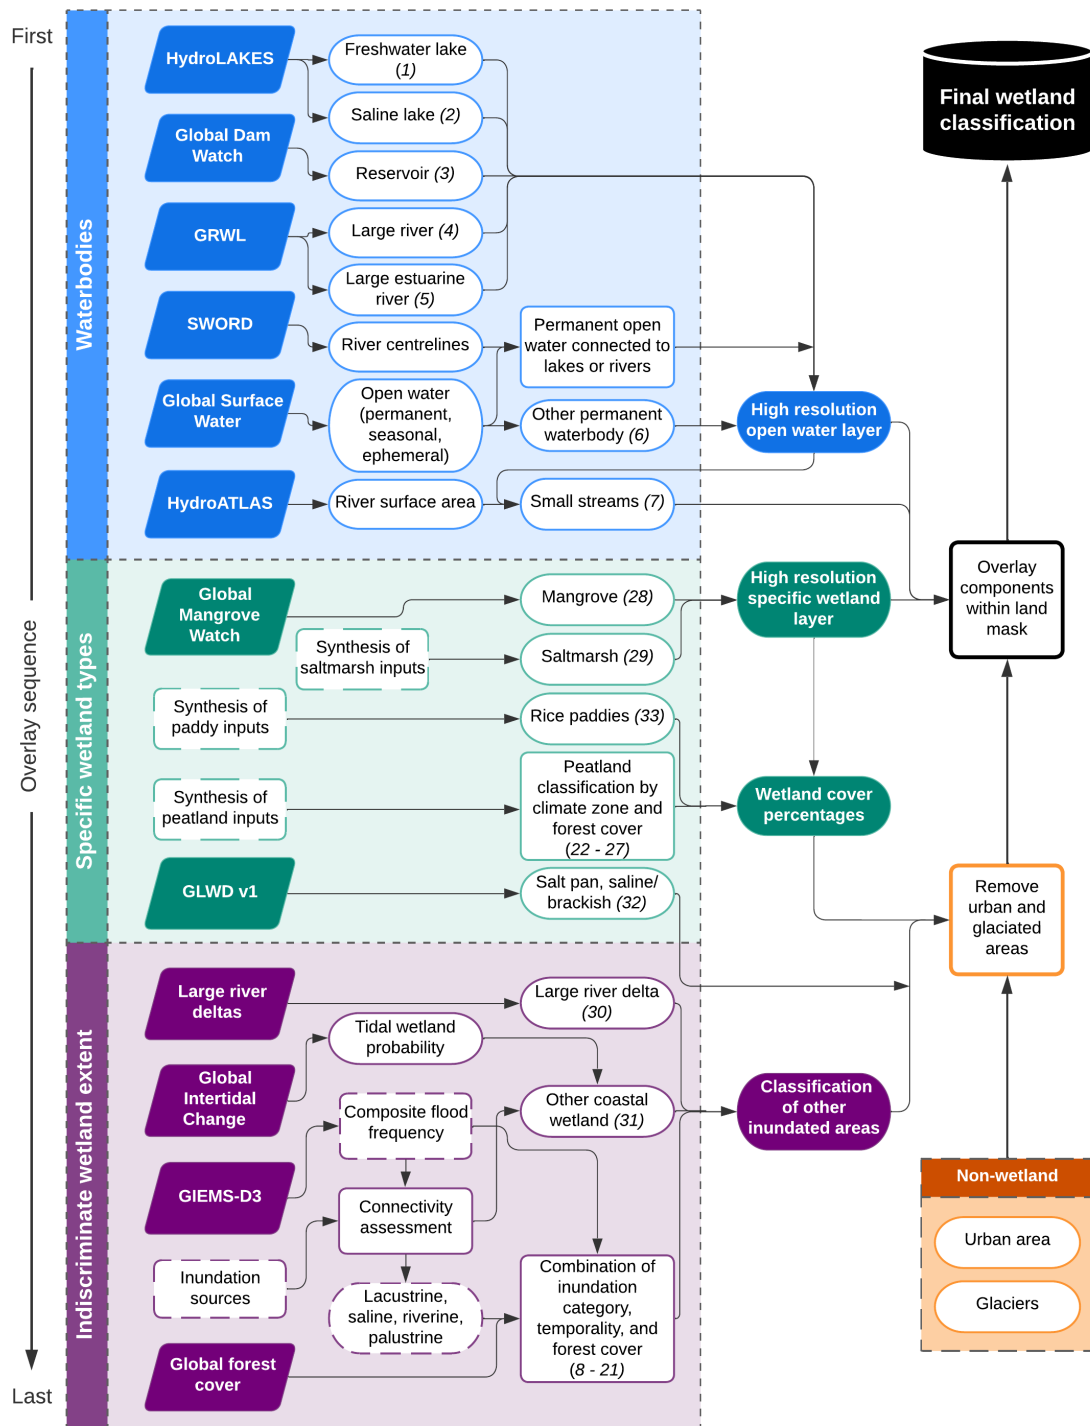 First
Overlay sequence
Last
Waterbodies
HydroLAKES
Freshwater lake
(1)
Saline lake (2)
Global Dam
Watch
Reservoir (3)
GRWL
Large river (4)
Large estuarine
river (5)
SWORD
River centrelines
Permanent open
water connected to
lakes or rivers
Global Surface
Water
Open water
(permanent,
seasonal,
ephemeral)
Other permanent
waterbody (6)
High resolution
open water layer
HydroATLAS
River surface area
Small streams (7)
Specific wetland types
Global
Mangrove
Watch
Mangrove (28)
High resolution
specific wetland
layer
Synthesis of
saltmarsh inputs
Saltmarsh (29)
Synthesis of
paddy inputs
Rice paddies (33)
Synthesis of
peatland inputs
Peatland
classification by
climate zone and
forest cover
(22 - 27)
Wetland cover
percentages
GLWD v1
Salt pan, saline/
brackish (32)
Indiscriminate wetland extent
Large river
deltas
Large river delta
(30)
Tidal wetland
probability
Global
Intertidal
Change
Composite flood
frequency
Other coastal
wetland (31)
Classification
of other
inundated areas
GIEMS-D3
Connectivity
assessment
Inundation
sources
Lacustrine,
saline, riverine,
palustrine
Combination of
inundation
category,
temporality, and
forest cover
(8 - 21)
Global forest
cover
Final wetland
classification
Overlay
components
within land
mask
Remove
urban and
glaciated
areas
Non-wetland
Urban area
Glaciers